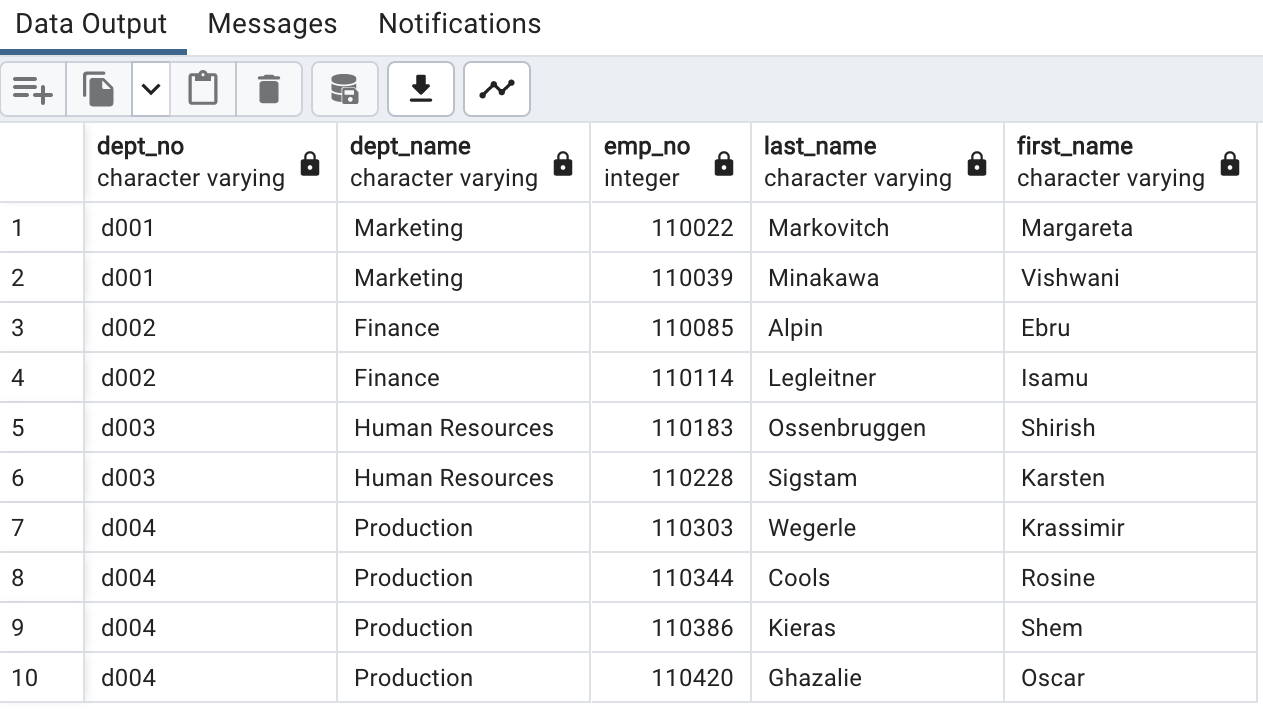 Data Output Messages Notifications
dept_no dept_name emp_no last_name first_name
character varying character varying integer character varying character varying
1 d001 Marketing 110022 Markovitch Margareta
2 d001 Marketing 110039 Minakawa Vishwani
3 d002 Finance 110085 Alpin Ebru
4 d002 Finance 110114 Legleitner Isamu
5 d003 Human Resources 110183 Ossenbruggen Shirish
6 d003 Human Resources 110228 Sigstam Karsten
7 d004 Production 110303 Wegerle Krassimir
8 d004 Production 110344 Cools Rosine
9 d004 Production 110386 Kieras Shem
10 d004 Production 110420 Ghazalie Oscar